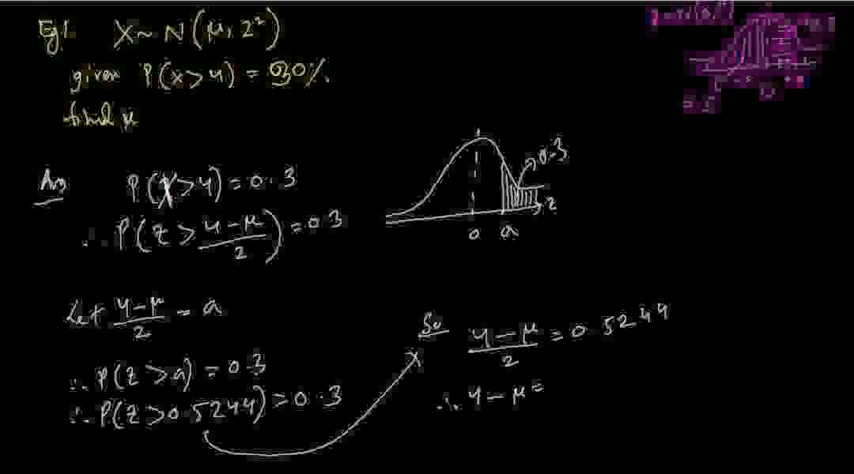 Eg1 X ~ N(μ, 2²)
given P(X > 4) = 30%.
find μ
Ans P(X > 4) = 0.3
∴ P(Z > (4-μ)/2) = 0.3
0.3
0 a z
Let (4-μ)/2 = a
∴ P(Z > a) = 0.3
∴ P(Z > 0.5244) = 0.3
So (4-μ)/2 = 0.5244
∴ 4-μ =